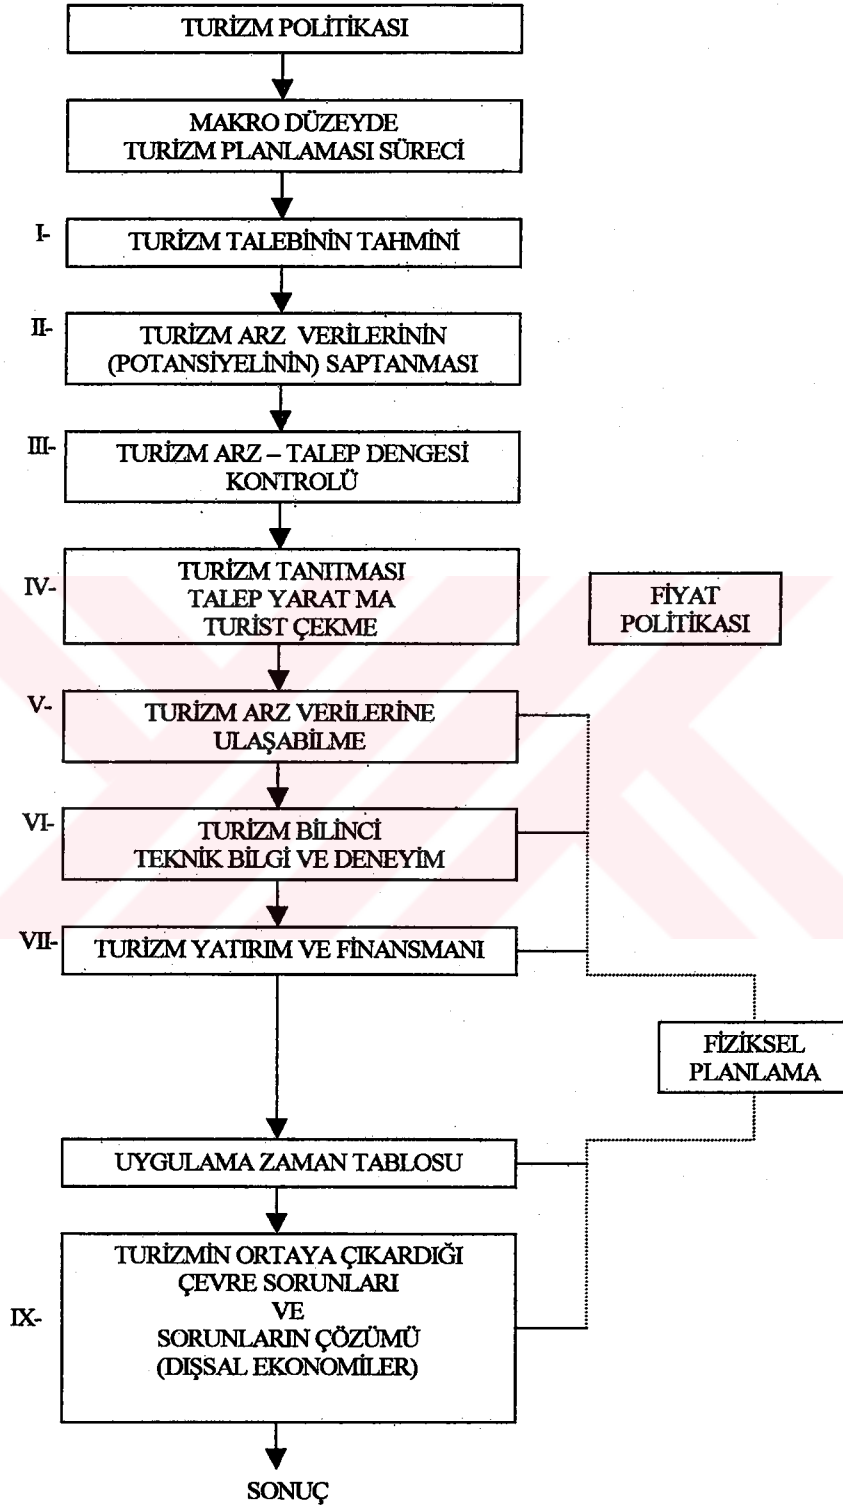 TURİZM POLİTİKASI
MAKRO DÜZEYDE
TURİZM PLANLAMASI SÜRECİ
I-
TURİZM TALEBİNİN TAHMİNİ
II-
TURİZM ARZ VERİLERİNİN
(POTANSİYELİNİN) SAPTANMASI
III-
TURİZM ARZ – TALEP DENGESİ
KONTROLÜ
IV-
TURİZM TANITMASI
TALEP YARAT MA
TURİST ÇEKME
FİYAT
POLİTİKASI
V-
TURİZM ARZ VERİLERİNE
ULAŞABİLME
VI-
TURİZM BİLİNCİ
TEKNİK BİLGİ VE DENEYİM
VII-
TURİZM YATIRIM VE FİNANSMANI
FİZİKSEL
PLANLAMA
UYGULAMA ZAMAN TABLOSU
IX-
TURİZMİN ORTAYA ÇIKARDIĞI
ÇEVRE SORUNLARI
VE
SORUNLARIN ÇÖZÜMÜ
(DIŞSAL EKONOMİLER)
SONUÇ